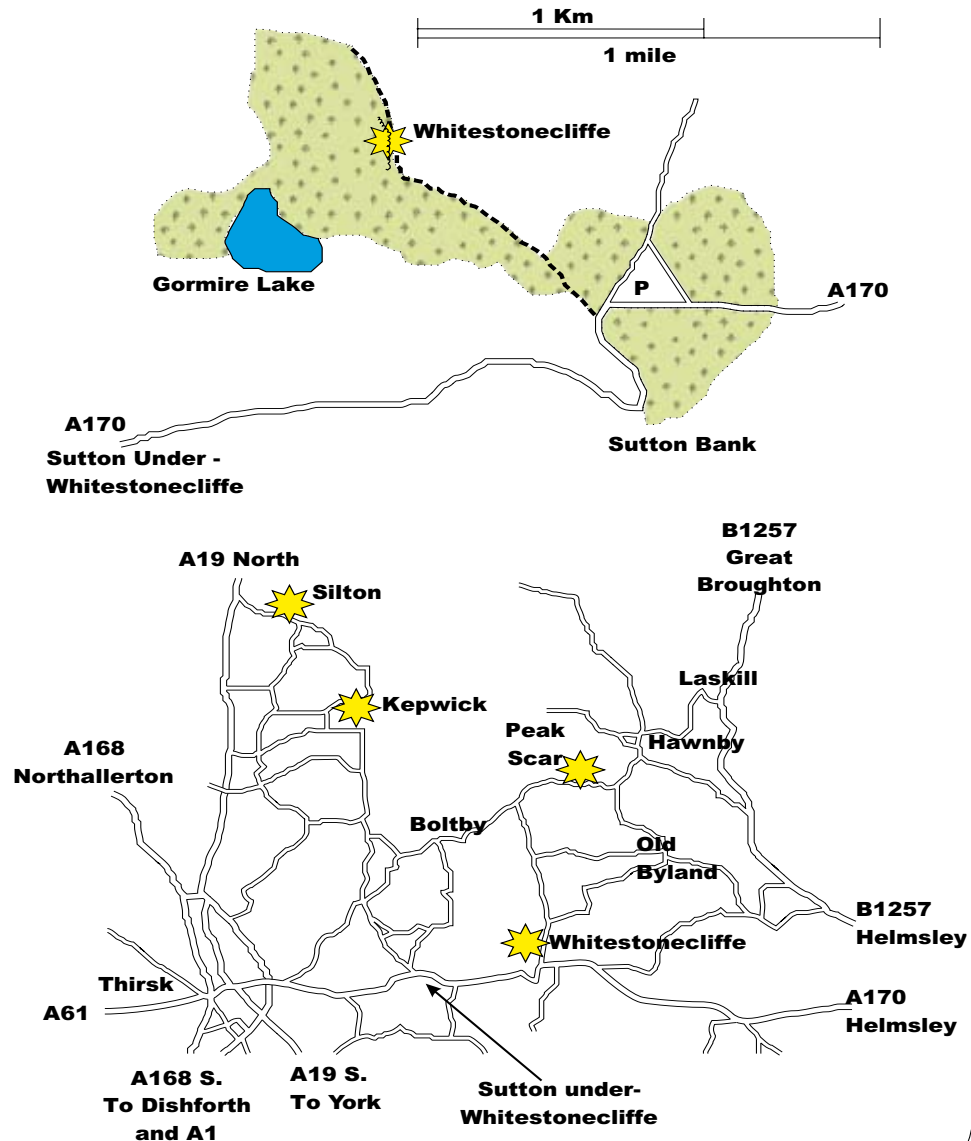 1 Km
1 mile
Whitestonecliffe
Gormire Lake
P
A170
A170
Sutton Bank
Sutton Under -
Whitestonecliffe
B1257
Great
Broughton
A19 North
Silton
Laskill
Kepwick
Peak
Scar
Hawnby
A168
Northallerton
Boltby
Old
Byland
B1257
Helmsley
Whitestonecliffe
Thirsk
A61
A170
Helmsley
A168 S.
To Dishforth
and A1
A19 S.
To York
Sutton under-
Whitestonecliffe